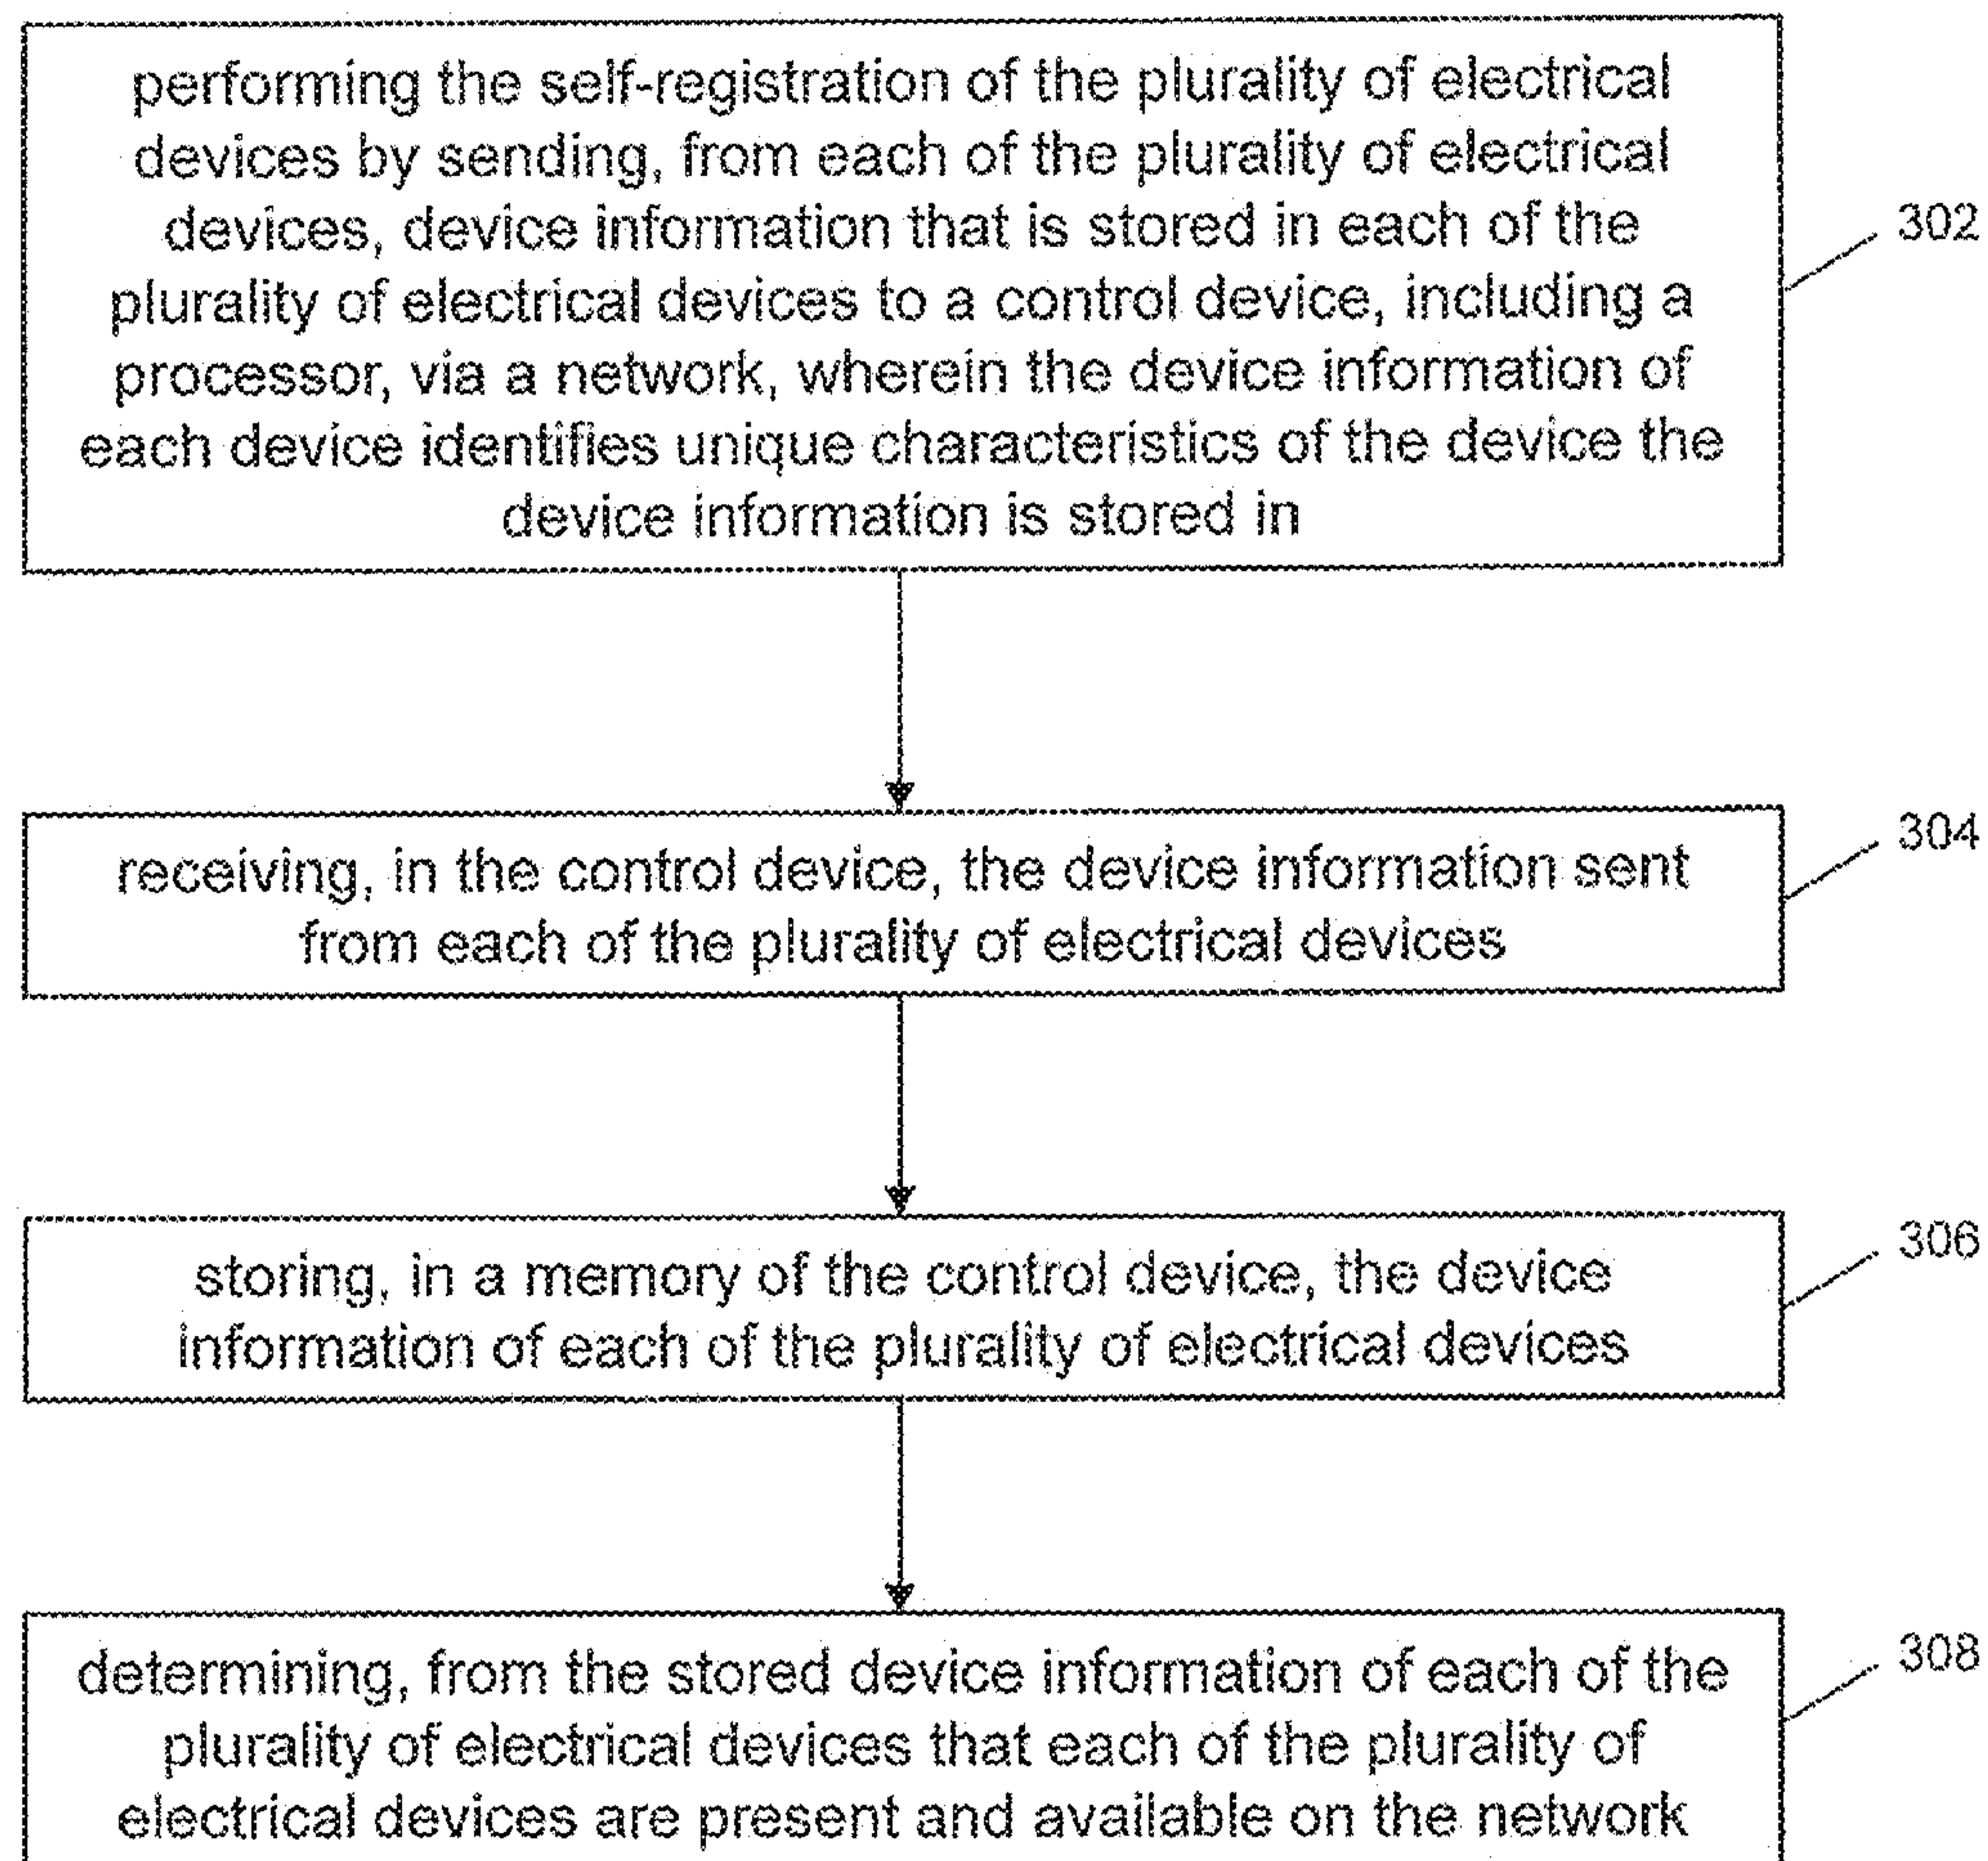 performing the self-registration of the plurality of electrical
devices by sending, from each of the plurality of electrical
devices, device information that is stored in each of the
plurality of electrical devices to a control device, including a
processor, via a network, wherein the device information of
each device identifies unique characteristics of the device the
device information is stored in
302
receiving, in the control device, the device information sent
from each of the plurality of electrical devices
304
storing, in a memory of the control device, the device
information of each of the plurality of electrical devices
306
determining, from the stored device information of each of the
plurality of electrical devices that each of the plurality of
electrical devices are present and available on the network
308